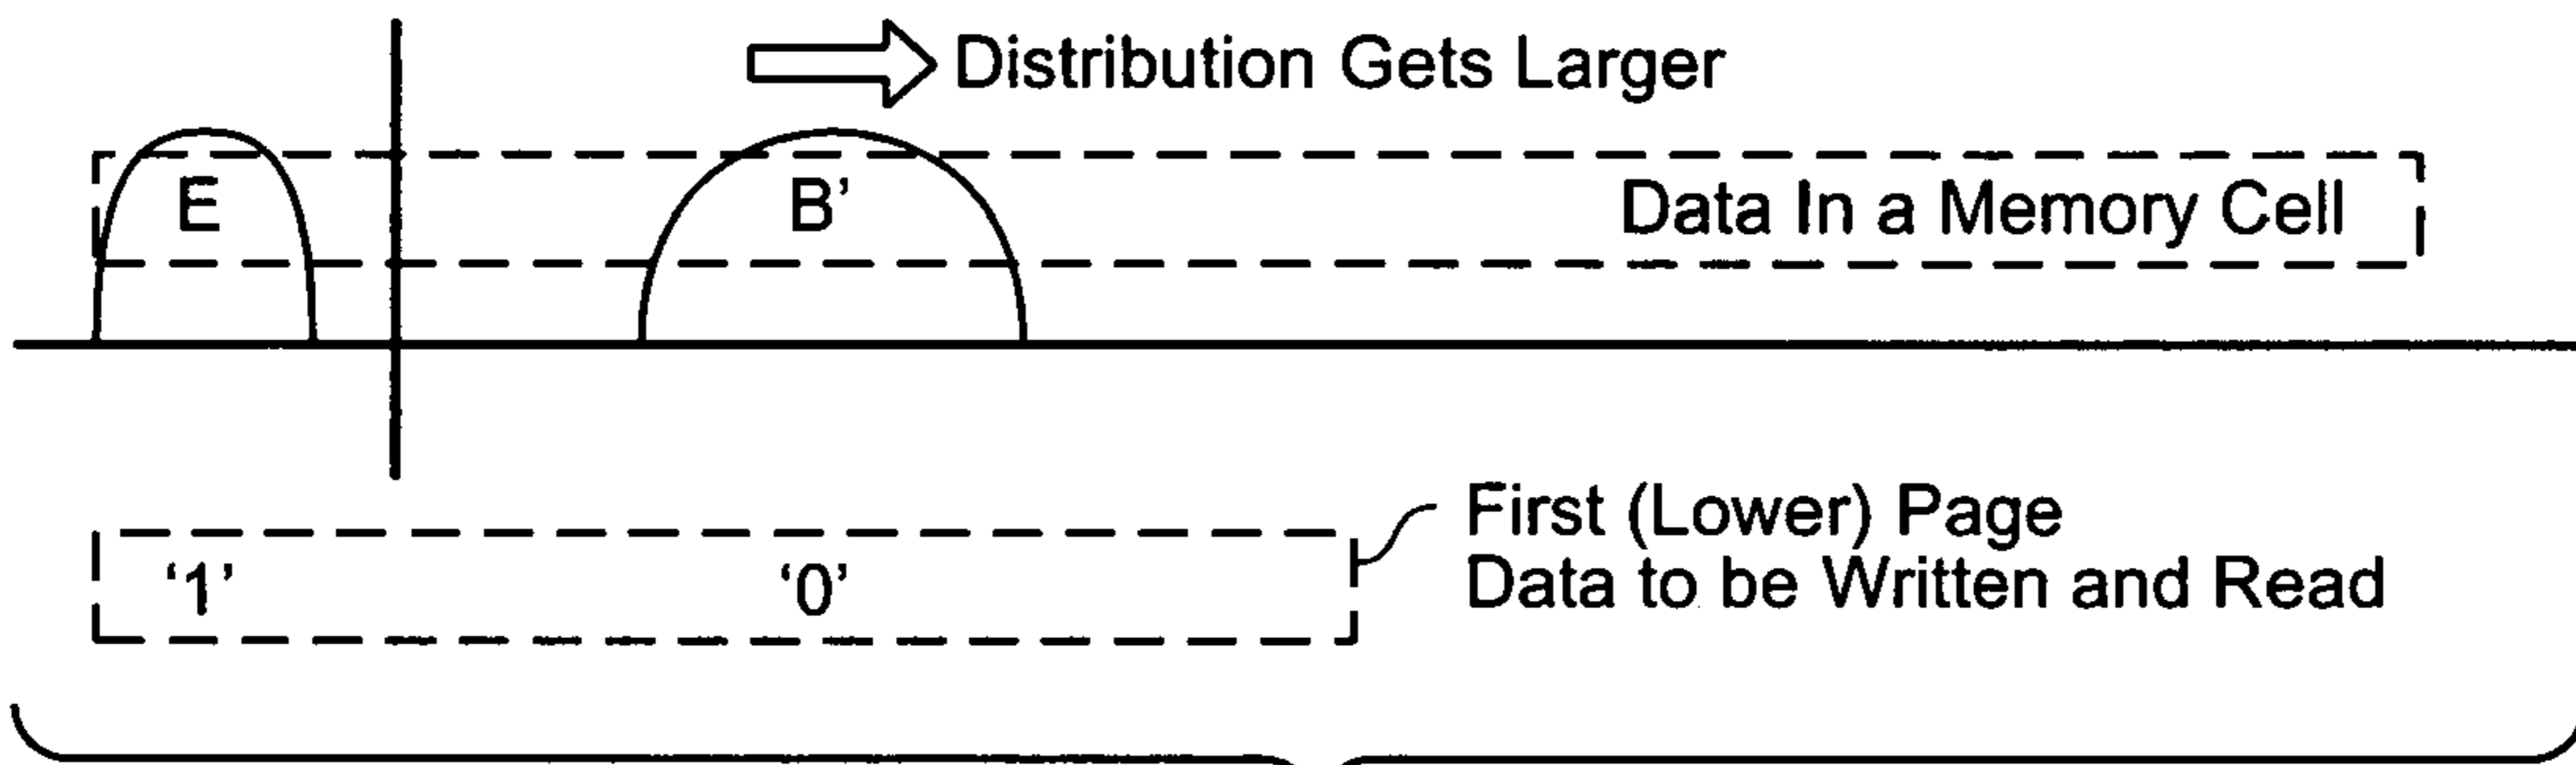 Distribution Gets Larger
E B’ Data In a Memory Cell
First (Lower) Page
‘1’ ‘0’ Data to be Written and Read